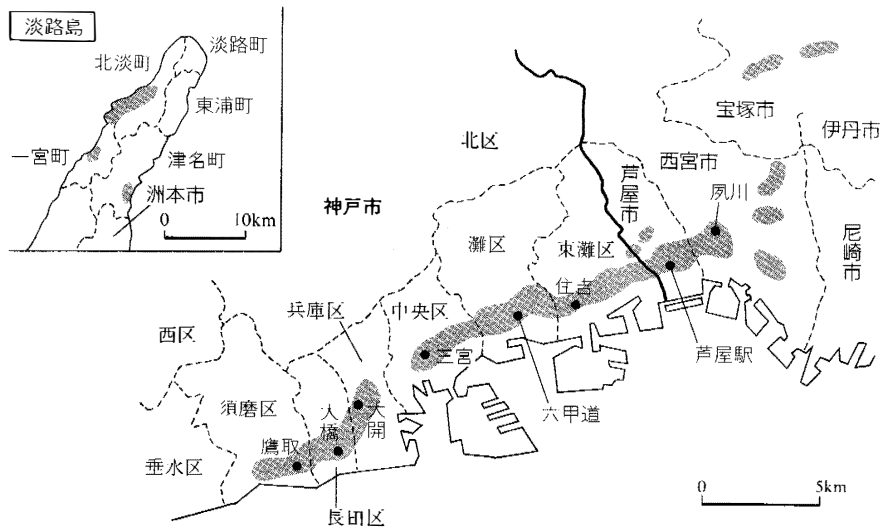 淡路島
淡路町
北淡町
東浦町
一宮町
津名町
洲本市
0 10km
宝塚市
伊丹市
北区
西宮市
芦屋市
夙川
神戸市
灘区
東灘区
尼崎市
住吉
兵庫区
中央区
西区
三宮
芦屋駅
須磨区
大橋
大開
六甲道
鷹取
垂水区
長田区
0 5km